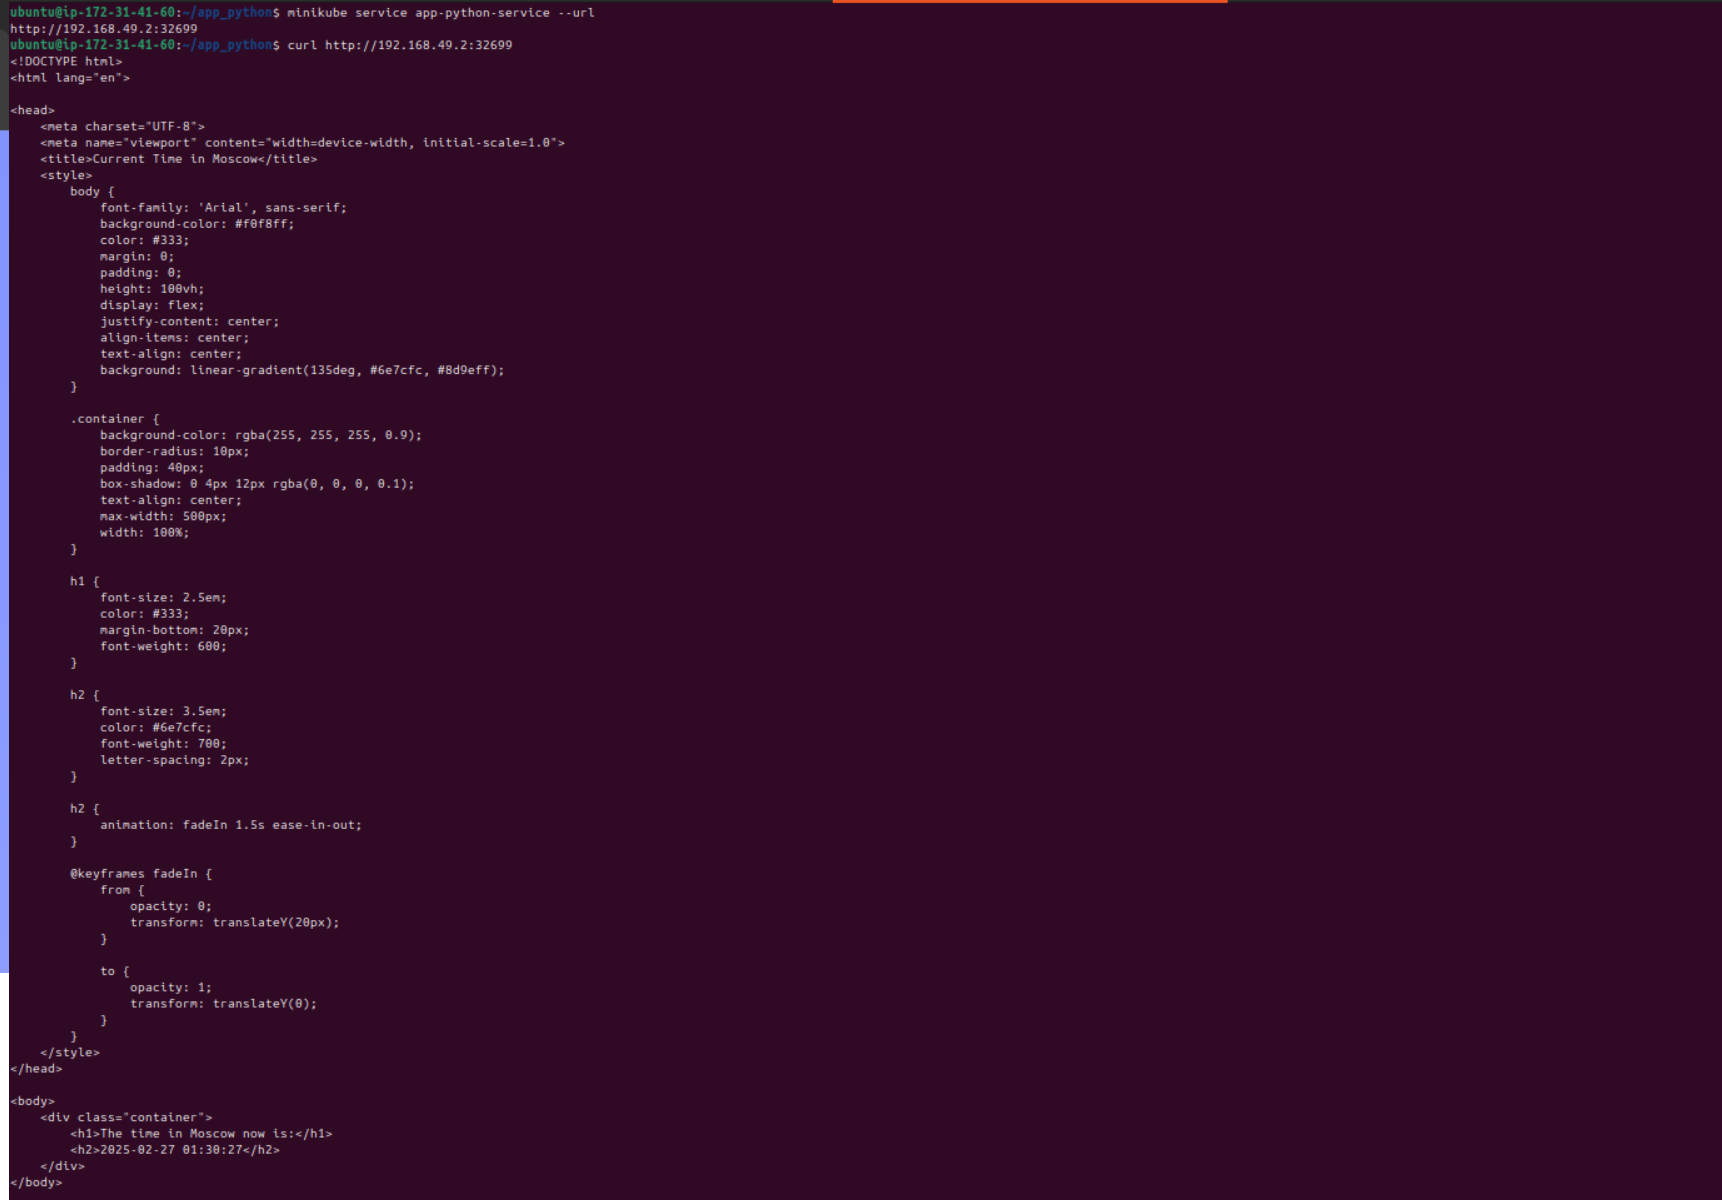 ubuntu@ip-172-31-41-60:~/app_python$ minikube service app-python-service --url
http://192.168.49.2:32699
ubuntu@ip-172-31-41-60:~/app_python$ curl http://192.168.49.2:32699
<!DOCTYPE html>
<html lang="en">

<head>
    <meta charset="UTF-8">
    <meta name="viewport" content="width=device-width, initial-scale=1.0">
    <title>Current Time in Moscow</title>
    <style>
        body {
            font-family: 'Arial', sans-serif;
            background-color: #f0f8ff;
            color: #333;
            margin: 0;
            padding: 0;
            height: 100vh;
            display: flex;
            justify-content: center;
            align-items: center;
            text-align: center;
            background: linear-gradient(135deg, #6e7cfc, #8d9eff);
        }

        .container {
            background-color: rgba(255, 255, 255, 0.9);
            border-radius: 10px;
            padding: 40px;
            box-shadow: 0 4px 12px rgba(0, 0, 0, 0.1);
            text-align: center;
            max-width: 500px;
            width: 100%;
        }

        h1 {
            font-size: 2.5em;
            color: #333;
            margin-bottom: 20px;
            font-weight: 600;
        }

        h2 {
            font-size: 3.5em;
            color: #6e7cfc;
            font-weight: 700;
            letter-spacing: 2px;
        }

        h2 {
            animation: fadeIn 1.5s ease-in-out;
        }

        @keyframes fadeIn {
            from {
                opacity: 0;
                transform: translateY(20px);
            }

            to {
                opacity: 1;
                transform: translateY(0);
            }
        }
    </style>
</head>

<body>
    <div class="container">
        <h1>The time in Moscow now is:</h1>
        <h2>2025-02-27 01:30:27</h2>
    </div>
</body>